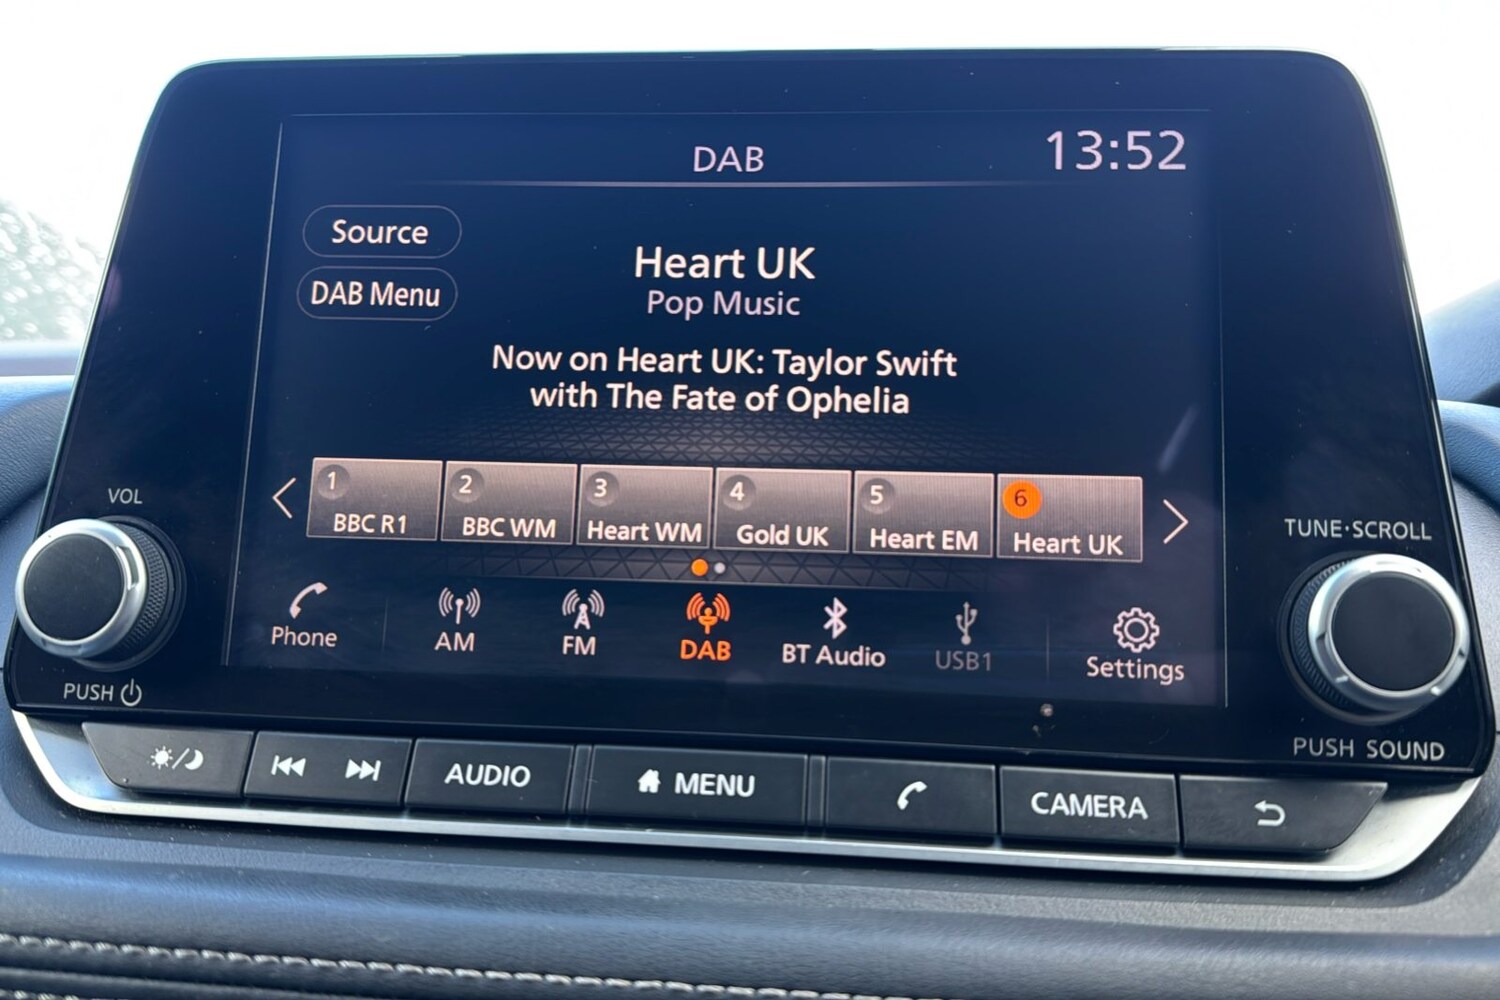 DAB
13:52
Source
DAB Menu
Heart UK
Pop Music
Now on Heart UK: Taylor Swift
with The Fate of Ophelia
1
BBC R1
2
BBC WM
3
Heart WM
4
Gold UK
5
Heart EM
6
Heart UK
Phone
AM
FM
DAB
BT Audio
USB1
Settings
VOL
PUSH
TUNE·SCROLL
PUSH SOUND
AUDIO
MENU
CAMERA